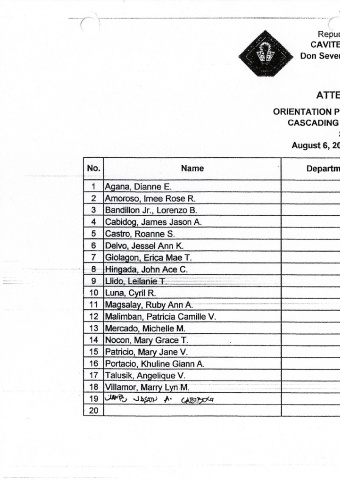 Repu
CAVITE
Don Seve
ATTE
ORIENTATION P
CASCADING
August 6, 20
No. Name Departm
1 Agana, Dianne E.
2 Amoroso, Imee Rose R.
3 Bandillon Jr., Lorenzo B.
4 Cabidog, James Jason A.
5 Castro, Roanne S.
6 Delvo, Jessel Ann K.
7 Giolagon, Erica Mae T.
8 Hingada, John Ace C.
9 Llido, Leilanie T.
10 Luna, Cyril R.
11 Magsalay, Ruby Ann A.
12 Malimban, Patricia Camille V.
13 Mercado, Michelle M.
14 Nocon, Mary Grace T.
15 Patricio, Mary Jane V.
16 Portacio, Khuline Giann A.
17 Talusik, Angelique V.
18 Villamor, Marry Lyn M.
19 JAMES JASON A. CABIDOG
20